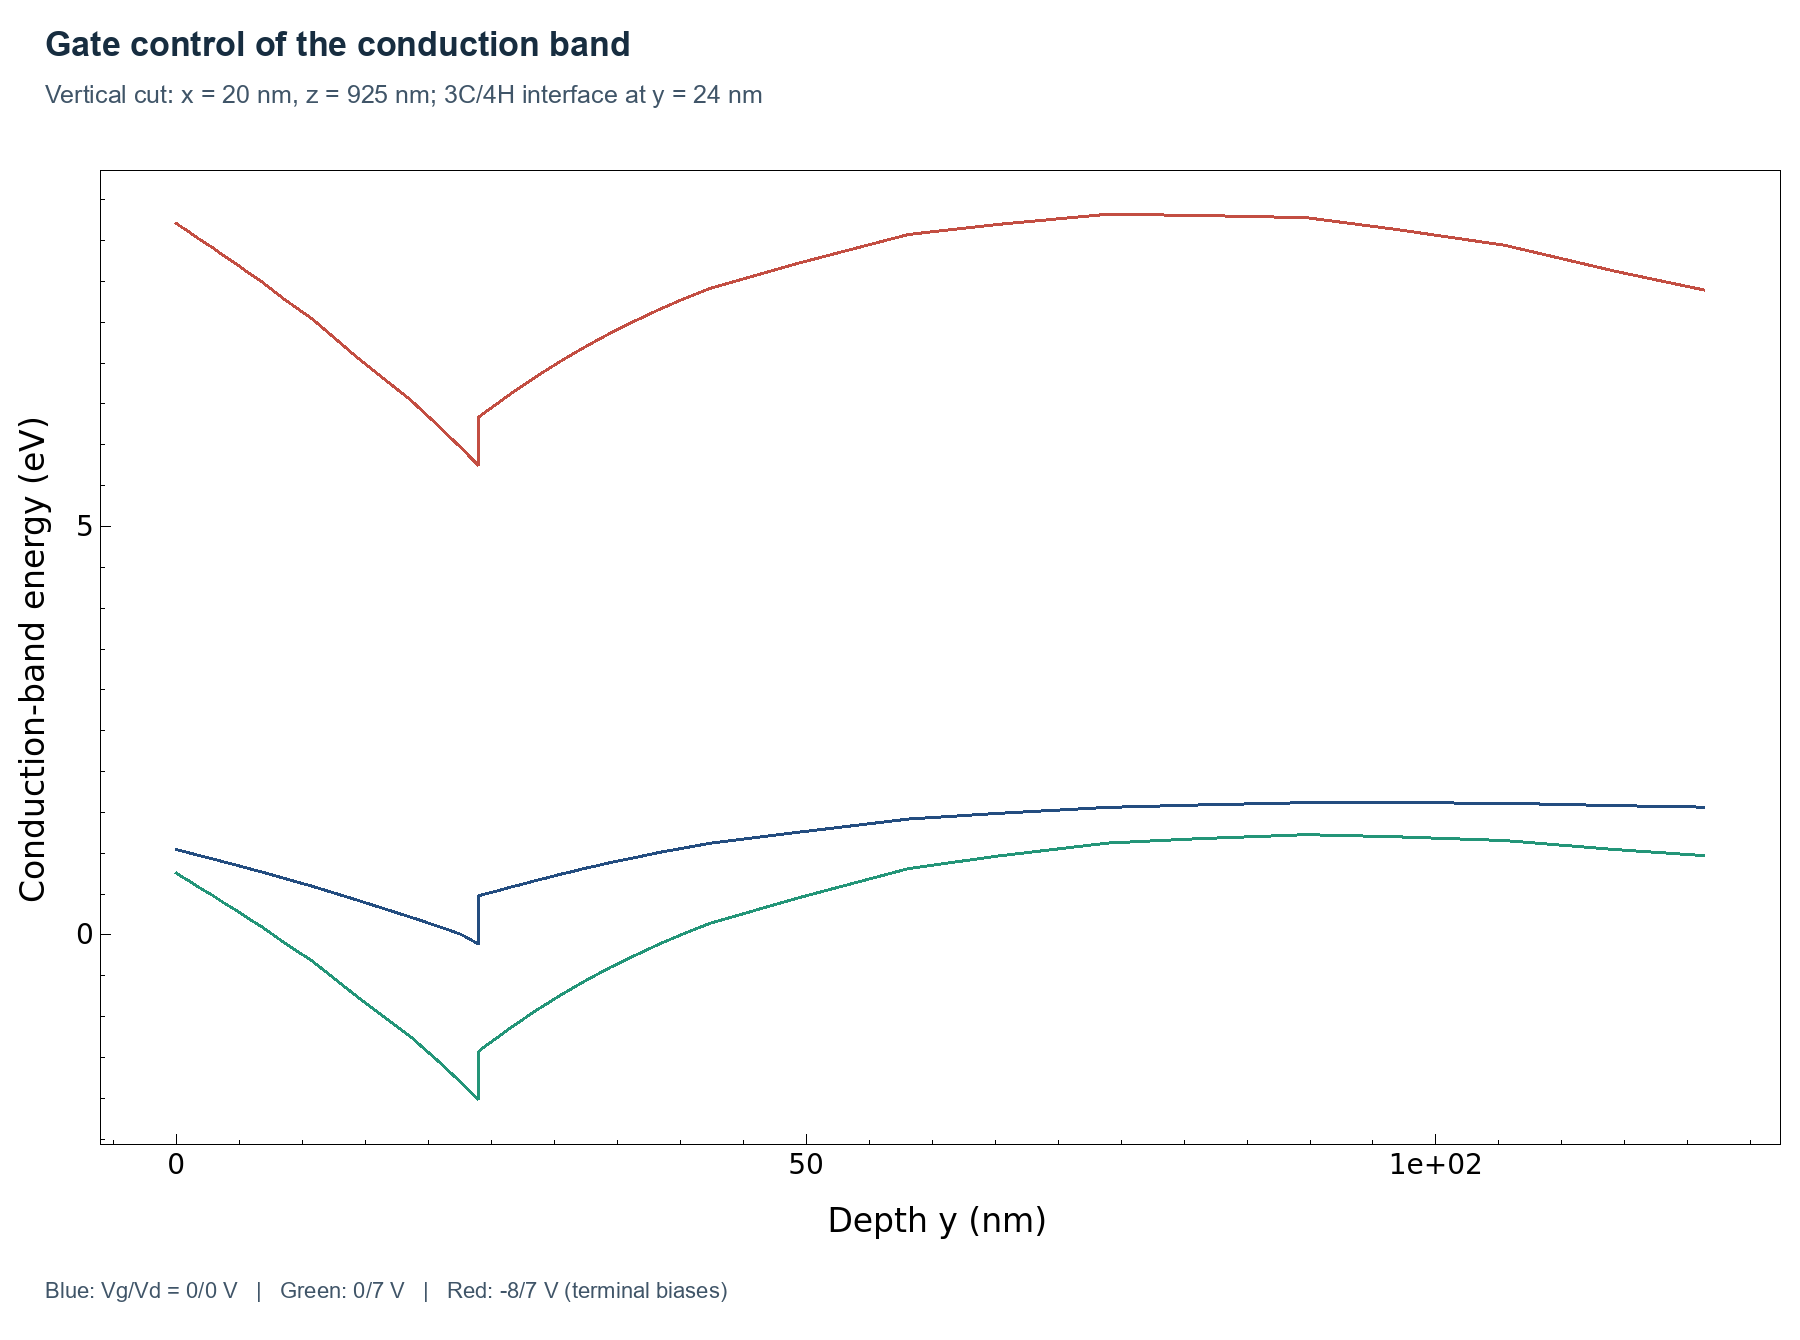 Gate control of the conduction band
Vertical cut: x = 20 nm, z = 925 nm; 3C/4H interface at y = 24 nm
Conduction-band energy (eV)
5
0
0
50
1e+02
Depth y (nm)
Blue: Vg/Vd = 0/0 V | Green: 0/7 V | Red: -8/7 V (terminal biases)